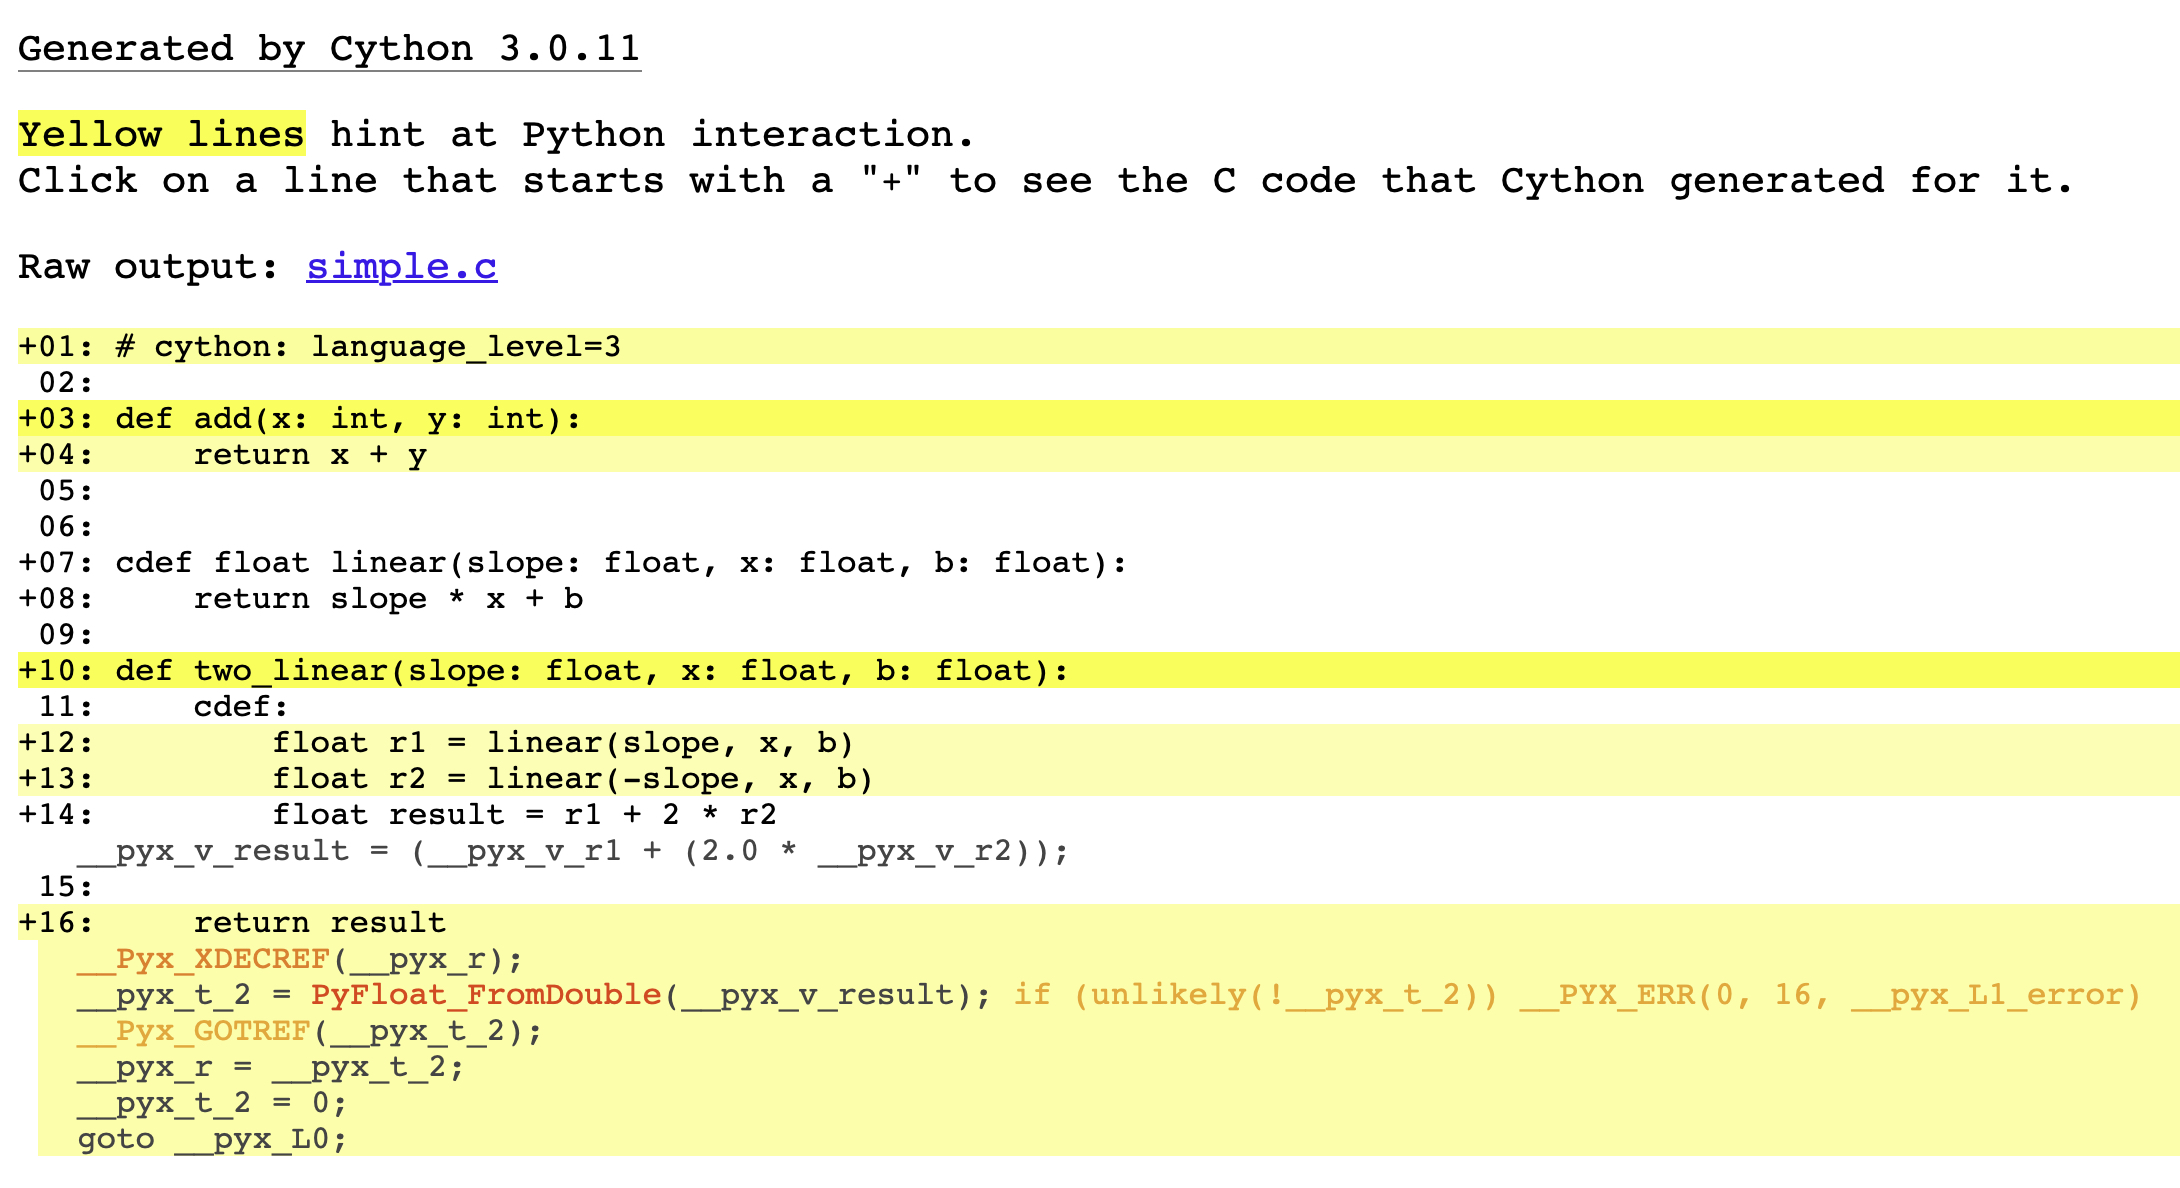 Generated by Cython 3.0.11
Yellow lines hint at Python interaction.
Click on a line that starts with a "+" to see the C code that Cython generated for it.
Raw output: simple.c
+01: # cython: language_level=3
 02:
+03: def add(x: int, y: int):
+04:     return x + y
 05:
 06:
+07: cdef float linear(slope: float, x: float, b: float):
+08:     return slope * x + b
 09:
+10: def two_linear(slope: float, x: float, b: float):
 11:     cdef:
+12:         float r1 = linear(slope, x, b)
+13:         float r2 = linear(-slope, x, b)
+14:         float result = r1 + 2 * r2
   __pyx_v_result = (__pyx_v_r1 + (2.0 * __pyx_v_r2));
 15:
+16:     return result
   __Pyx_XDECREF(__pyx_r);
   __pyx_t_2 = PyFloat_FromDouble(__pyx_v_result); if (unlikely(!__pyx_t_2)) __PYX_ERR(0, 16, __pyx_L1_error)
   __Pyx_GOTREF(__pyx_t_2);
   __pyx_r = __pyx_t_2;
   __pyx_t_2 = 0;
   goto __pyx_L0;